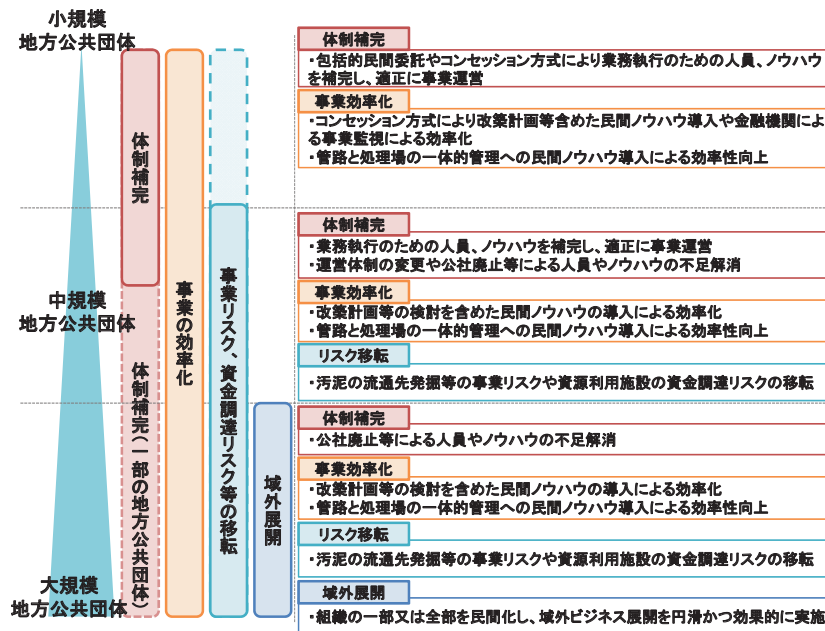 小規模
地方公共団体
中規模
地方公共団体
大規模
地方公共団体
体制補完
体制補完(一部の地方公共団体)
事業の効率化
事業リスク、資金調達リスク等の移転
域外展開
体制補完
・包括的民間委託やコンセッション方式により業務執行のための人員、ノウハウ
を補完し、適正に事業運営
事業効率化
・コンセッション方式により改築計画等含めた民間ノウハウ導入や金融機関によ
る事業監視による効率化
・管路と処理場の一体的管理への民間ノウハウ導入による効率性向上
体制補完
・業務執行のための人員、ノウハウを補完し、適正に事業運営
・運営体制の変更や公社廃止等による人員やノウハウの不足解消
事業効率化
・改築計画等の検討を含めた民間ノウハウの導入による効率化
・管路と処理場の一体的管理への民間ノウハウ導入による効率性向上
リスク移転
・汚泥の流通先発掘等の事業リスクや資源利用施設の資金調達リスクの移転
体制補完
・公社廃止等による人員やノウハウの不足解消
事業効率化
・改築計画等の検討を含めた民間ノウハウの導入による効率化
・管路と処理場の一体的管理への民間ノウハウ導入による効率性向上
リスク移転
・汚泥の流通先発掘等の事業リスクや資源利用施設の資金調達リスクの移転
域外展開
・組織の一部又は全部を民間化し、域外ビジネス展開を円滑かつ効果的に実施